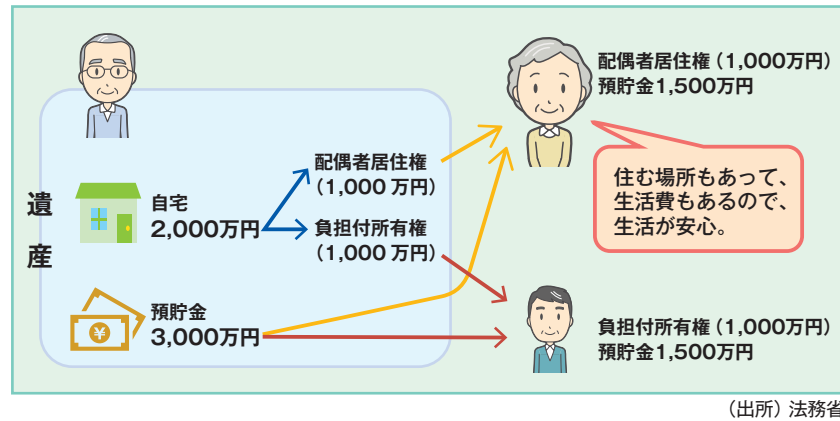 遺産
自宅
2,000万円
預貯金
¥
3,000万円
配偶者居住権
(1,000 万円)
負担付所有権
(1,000 万円)
配偶者居住権(1,000万円)
預貯金1,500万円
住む場所もあって、
生活費もあるので、
生活が安心。
負担付所有権(1,000万円)
預貯金1,500万円
(出所)法務省